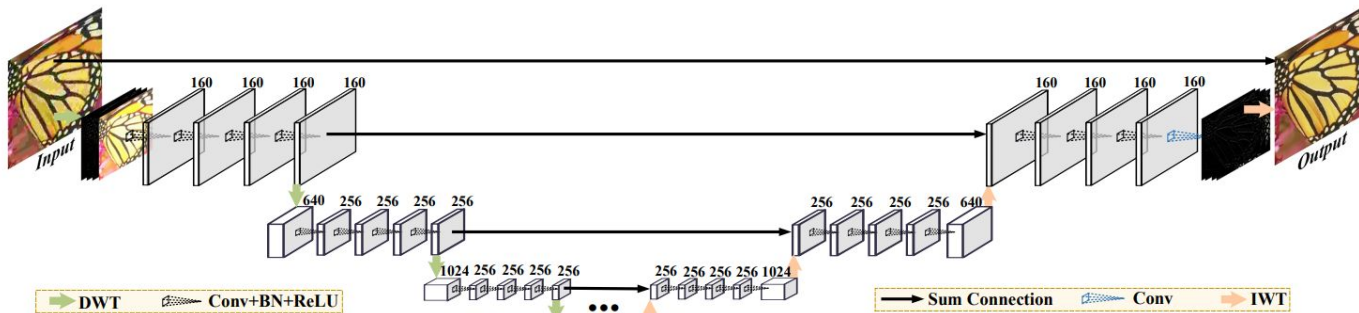 160 160 160 160 160 160 160 160
Input
Output
640 256 256 256 256 256 256 256 256 640
1024 256 256 256 256 256 256 256 256 1024
•••
DWT Conv+BN+ReLU Sum Connection Conv IWT